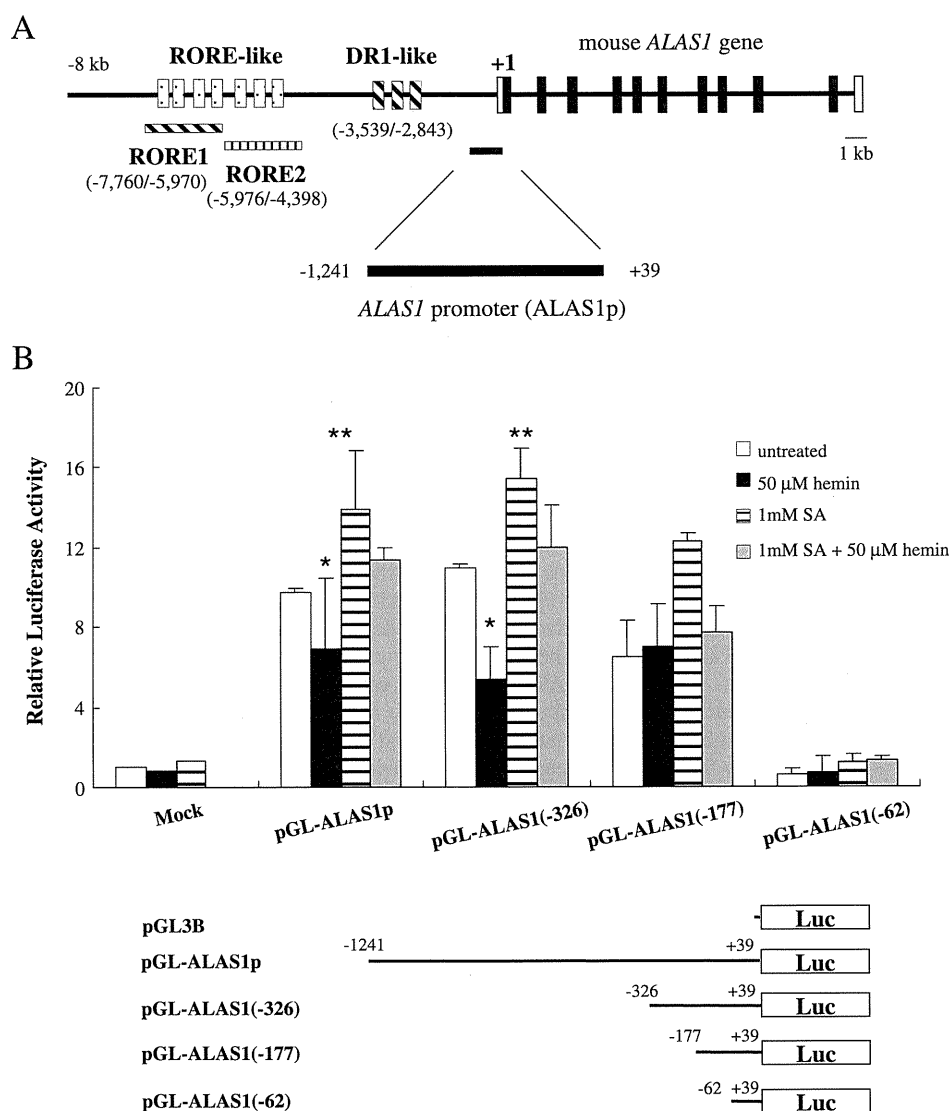 A
-8 kb
RORE-like
DR1-like
+1
mouse ALAS1 gene
(-3,539/-2,843)
1 kb
RORE1
(-7,760/-5,970)
RORE2
(-5,976/-4,398)
-1,241
+39
ALAS1 promoter (ALAS1p)
B
Relative Luciferase Activity
20
16
12
8
4
0
**
*
**
*
untreated
50 μM hemin
1mM SA
1mM SA + 50 μM hemin
Mock
pGL-ALAS1p
pGL-ALAS1(-326)
pGL-ALAS1(-177)
pGL-ALAS1(-62)
pGL3B
Luc
pGL-ALAS1p
-1241
+39
Luc
pGL-ALAS1(-326)
-326
+39
Luc
pGL-ALAS1(-177)
-177
+39
Luc
pGL-ALAS1(-62)
-62
+39
Luc